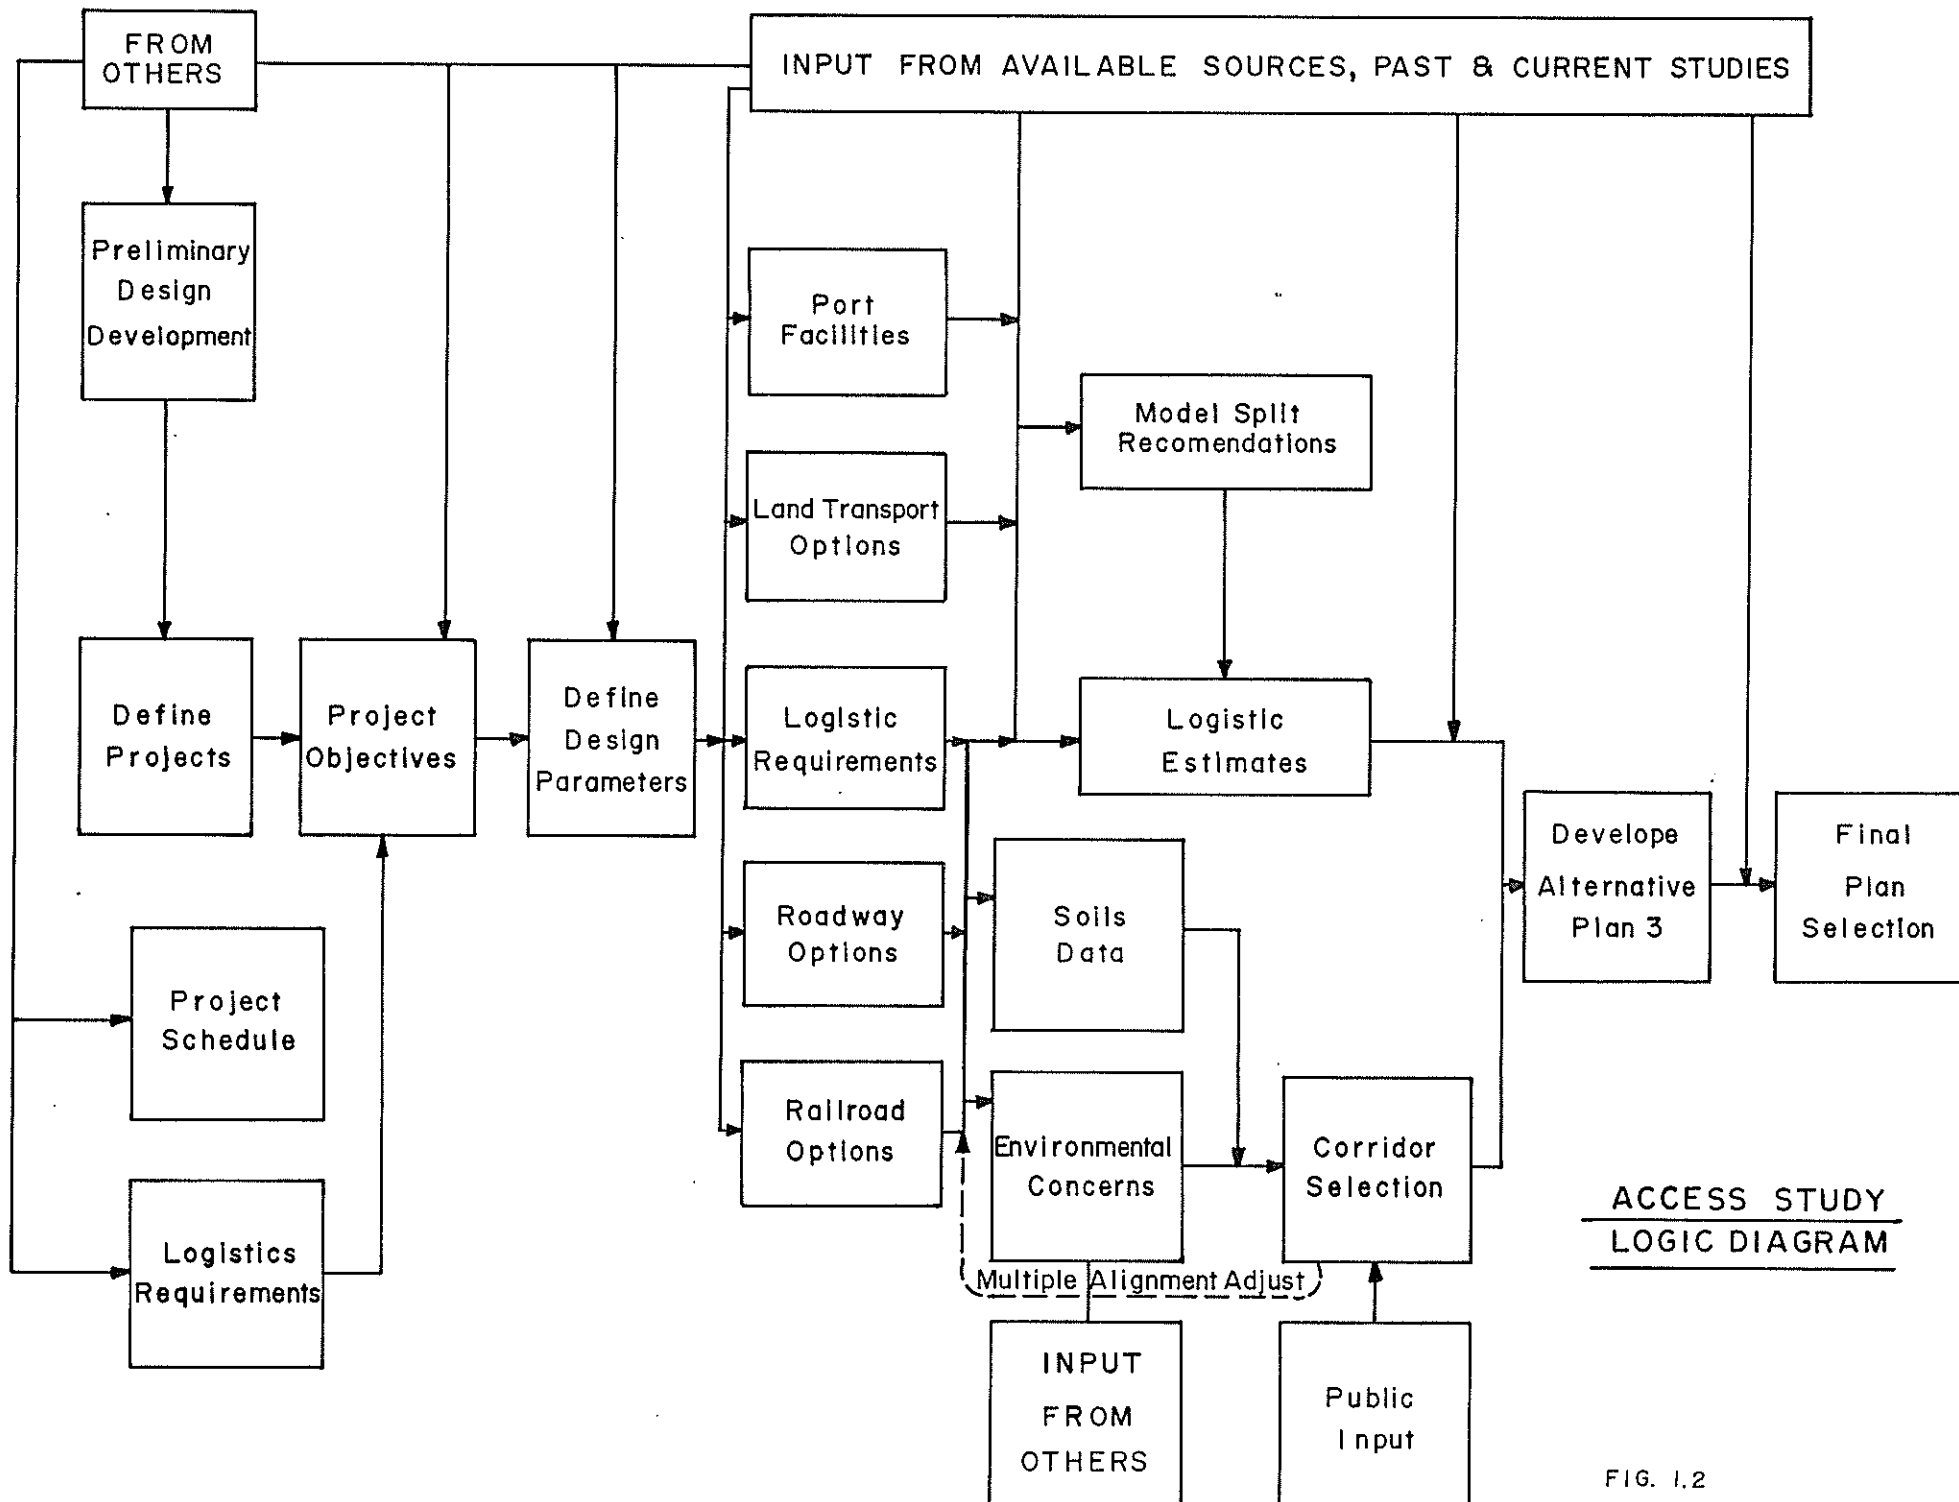 FROM
OTHERS
INPUT FROM AVAILABLE SOURCES, PAST & CURRENT STUDIES
Preliminary
Design
Development
Port
Facilities
Model Split
Recomendations
Land Transport
Options
Define
Projects
Project
Objectives
Define
Design
Parameters
Logistic
Requirements
Logistic
Estimates
Develope
Alternative
Plan 3
Final
Plan
Selection
Roadway
Options
Soils
Data
Project
Schedule
Railroad
Options
Environmental
Concerns
Corridor
Selection
Logistics
Requirements
Multiple Alignment Adjust
INPUT
FROM
OTHERS
Public
Input
ACCESS STUDY
LOGIC DIAGRAM
FIG. 1.2